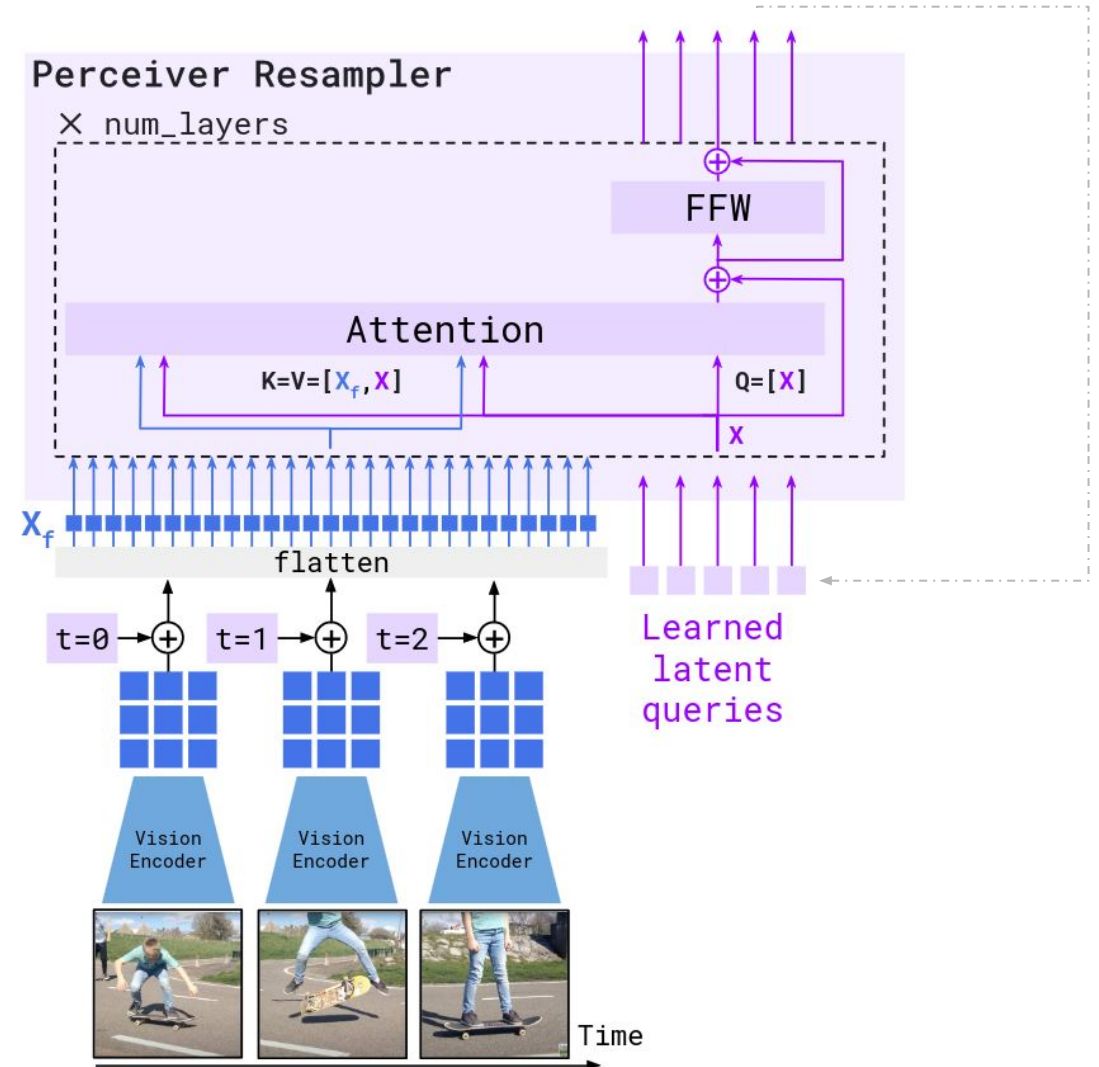 Perceiver Resampler
× num_layers
FFW
Attention
K=V=[Xf,X]
Q=[X]
X
Xf
flatten
t=0
t=1
t=2
Learned
latent
queries
Vision
Encoder
Vision
Encoder
Vision
Encoder
Time